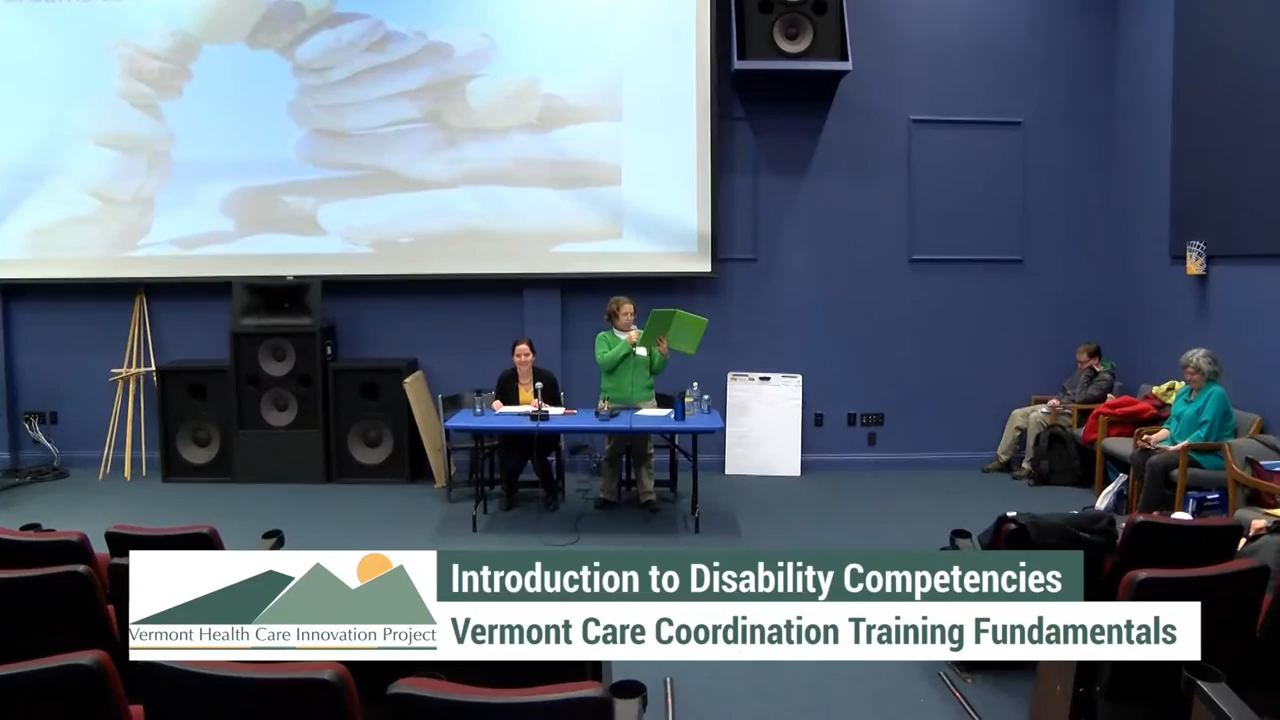 Introduction to Disability Competencies
Vermont Health Care Innovation Project
Vermont Care Coordination Training Fundamentals